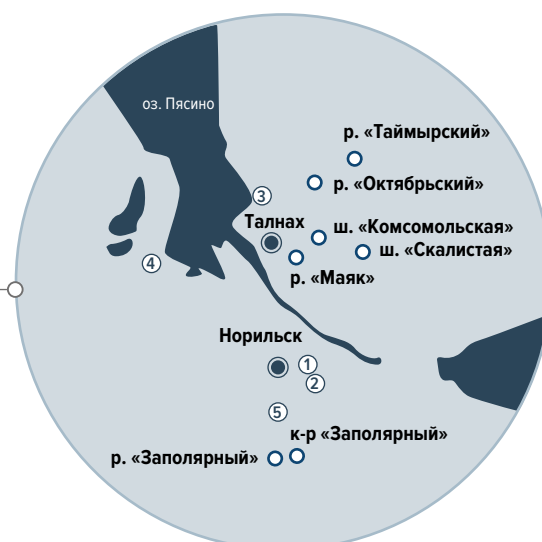 оз. Пясино
р. «Таймырский»
р. «Октябрьский»
3
Талнах
ш. «Комсомольская»
ш. «Скалистая»
4
р. «Маяк»
Норильск
1
2
5
к-р «Заполярный»
р. «Заполярный»